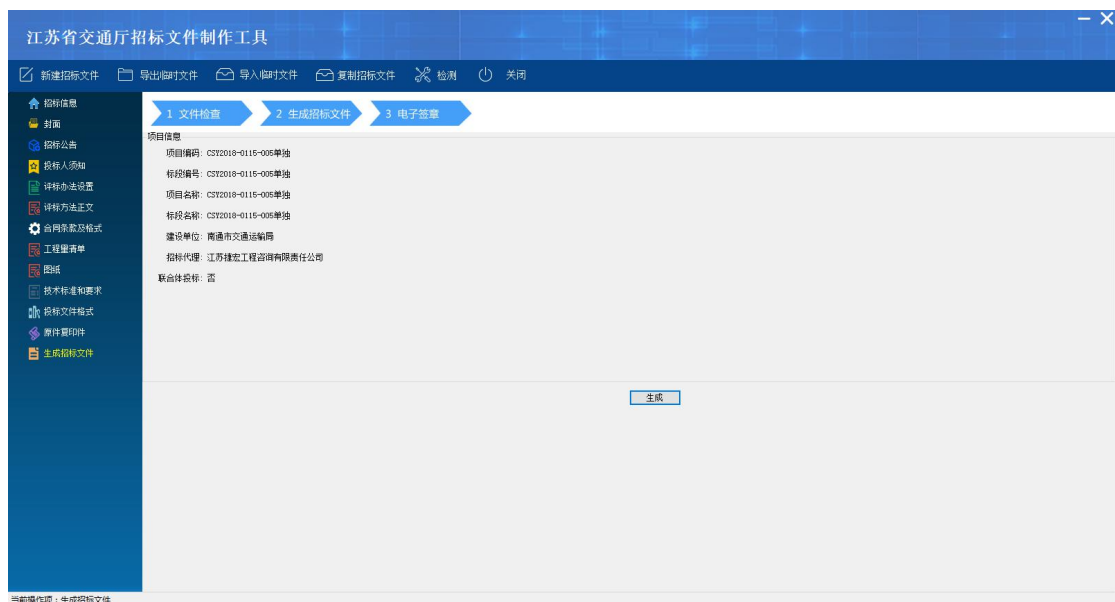 江苏省交通厅招标文件制作工具
新建招标文件 导出临时文件 导入临时文件 复制招标文件 检测 关闭
招标信息
封面
招标公告
投标人须知
评标办法设置
评标方法正文
合同条款及格式
工程量清单
图纸
技术标准和要求
投标文件格式
原件复印件
生成招标文件
1 文件检查 2 生成招标文件 3 电子签章
项目信息
项目编码: CSY2018-0115-005单独
标段编号: CSY2018-0115-005单独
项目名称: CSY2018-0115-005单独
标段名称: CSY2018-0115-005单独
建设单位: 南通市交通运输局
招标代理: 江苏捷宏工程咨询有限责任公司
联合体投标: 否
生成
当前操作项:生成招标文件